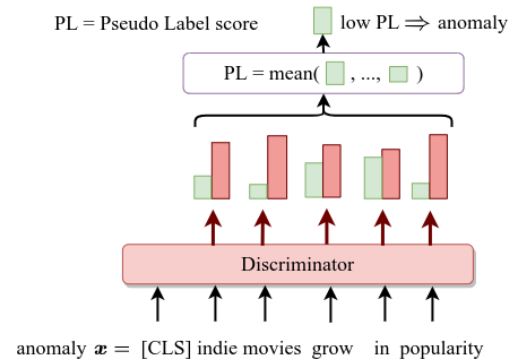 PL = Pseudo Label score
low PL ⇒ anomaly
PL = mean( , ..., )
Discriminator
anomaly x = [CLS] indie movies grow in popularity